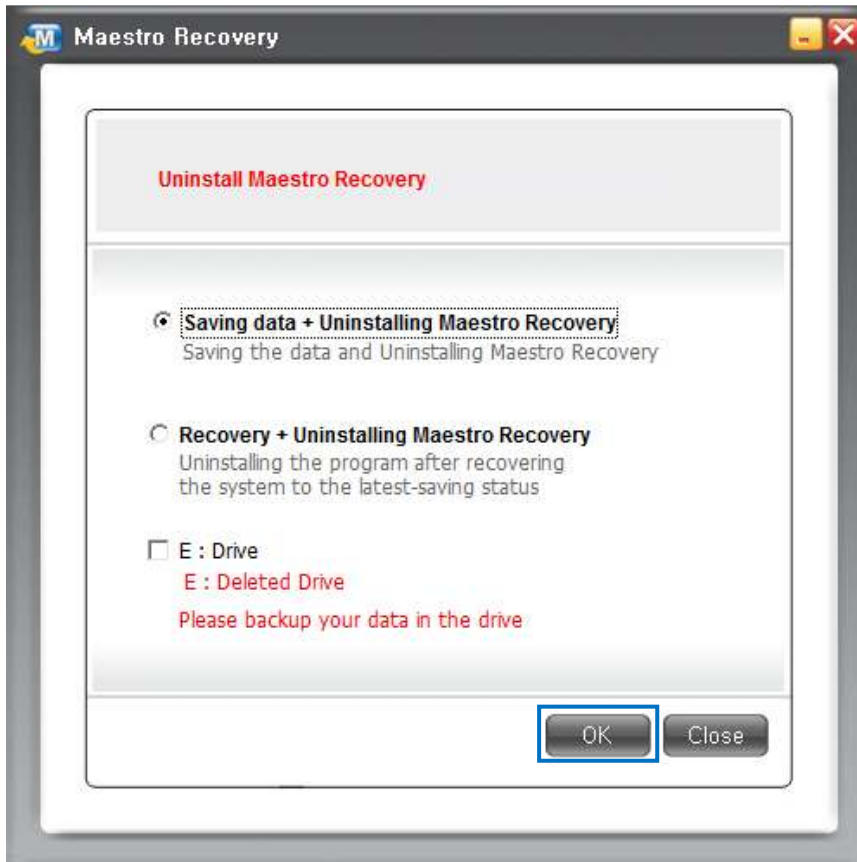 Maestro Recovery
Uninstall Maestro Recovery
Saving data + Uninstalling Maestro Recovery
Saving the data and Uninstalling Maestro Recovery
Recovery + Uninstalling Maestro Recovery
Uninstalling the program after recovering
the system to the latest-saving status
E : Drive
E : Deleted Drive
Please backup your data in the drive
OK Close